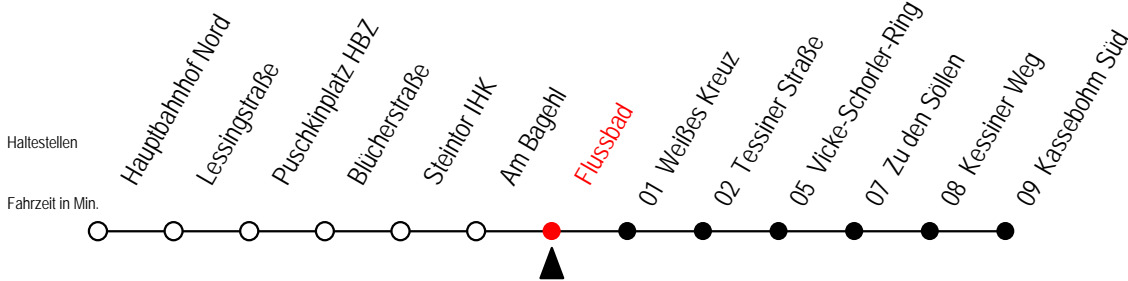 Haltestellen
Fahrzeit in Min.
Hauptbahnhof Nord
Lessingstraße
Puschkinplatz HBZ
Blücherstraße
Steintor IHK
Am Bagehl
Flussbad
01 Weißes Kreuz
02 Tessiner Straße
05 Vicke-Schorler-Ring
07 Zu den Söllen
08 Kessiner Weg
09 Kassebohm Süd